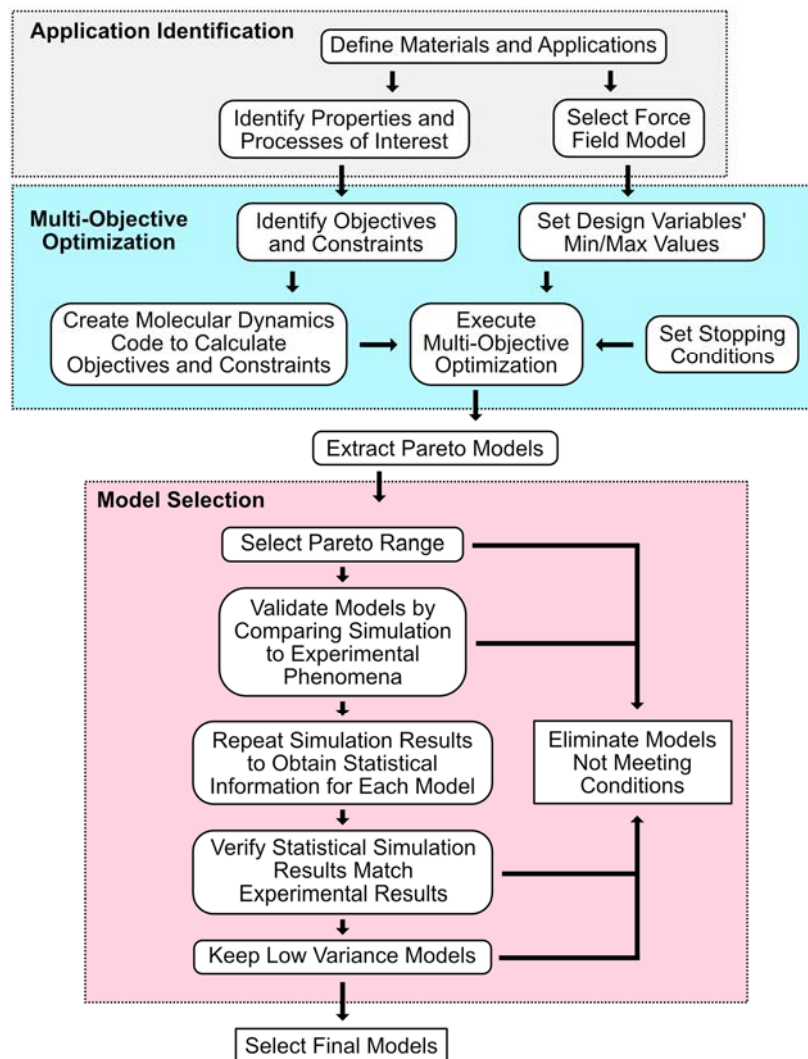 Application Identification
Define Materials and Applications
Identify Properties and
Processes of Interest
Select Force
Field Model
Multi-Objective
Optimization
Identify Objectives
and Constraints
Set Design Variables'
Min/Max Values
Create Molecular Dynamics
Code to Calculate
Objectives and Constraints
Execute
Multi-Objective
Optimization
Set Stopping
Conditions
Extract Pareto Models
Model Selection
Select Pareto Range
Validate Models by
Comparing Simulation
to Experimental
Phenomena
Repeat Simulation Results
to Obtain Statistical
Information for Each Model
Eliminate Models
Not Meeting
Conditions
Verify Statistical Simulation
Results Match
Experimental Results
Keep Low Variance Models
Select Final Models